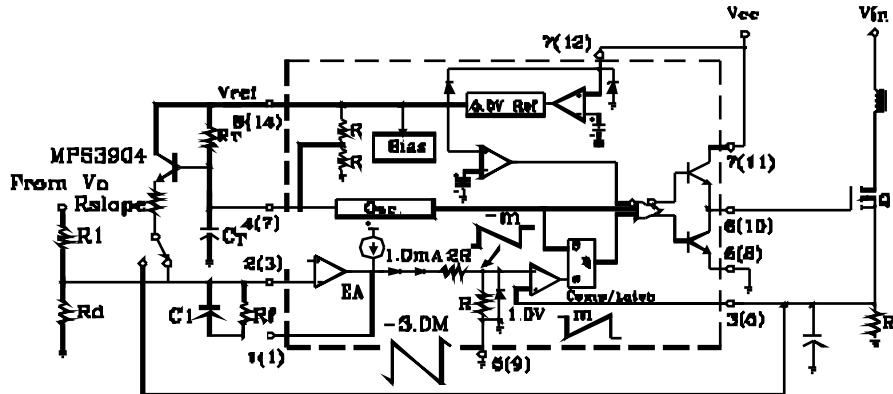 Vcc
Vin
7(12)
Vref
5.0V Ref
8(14)
RT
R
Bias
R
MPS3904
From Vo
Rslope
7(11)
4(7)
Osc.
-m
Q
6(10)
R1
CT
2(3)
1.0mA
2R
5(8)
EA
R
Comp/Latch
Rd
C1
Rf
1.0V
m
3(5)
R
1(1)
-3.0M
5(9)